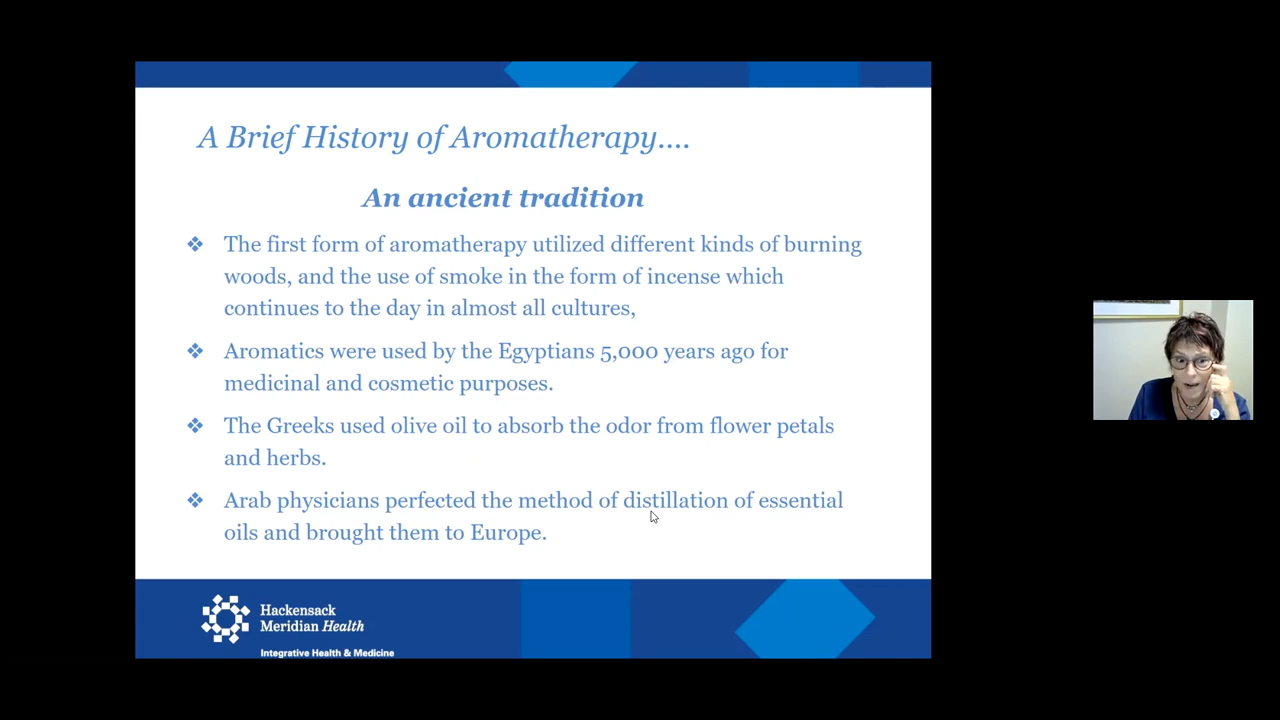 A Brief History of Aromatherapy....
An ancient tradition
❖ The first form of aromatherapy utilized different kinds of burning
woods, and the use of smoke in the form of incense which
continues to the day in almost all cultures,
❖ Aromatics were used by the Egyptians 5,000 years ago for
medicinal and cosmetic purposes.
❖ The Greeks used olive oil to absorb the odor from flower petals
and herbs.
❖ Arab physicians perfected the method of distillation of essential
oils and brought them to Europe.
Hackensack
Meridian Health
Integrative Health & Medicine